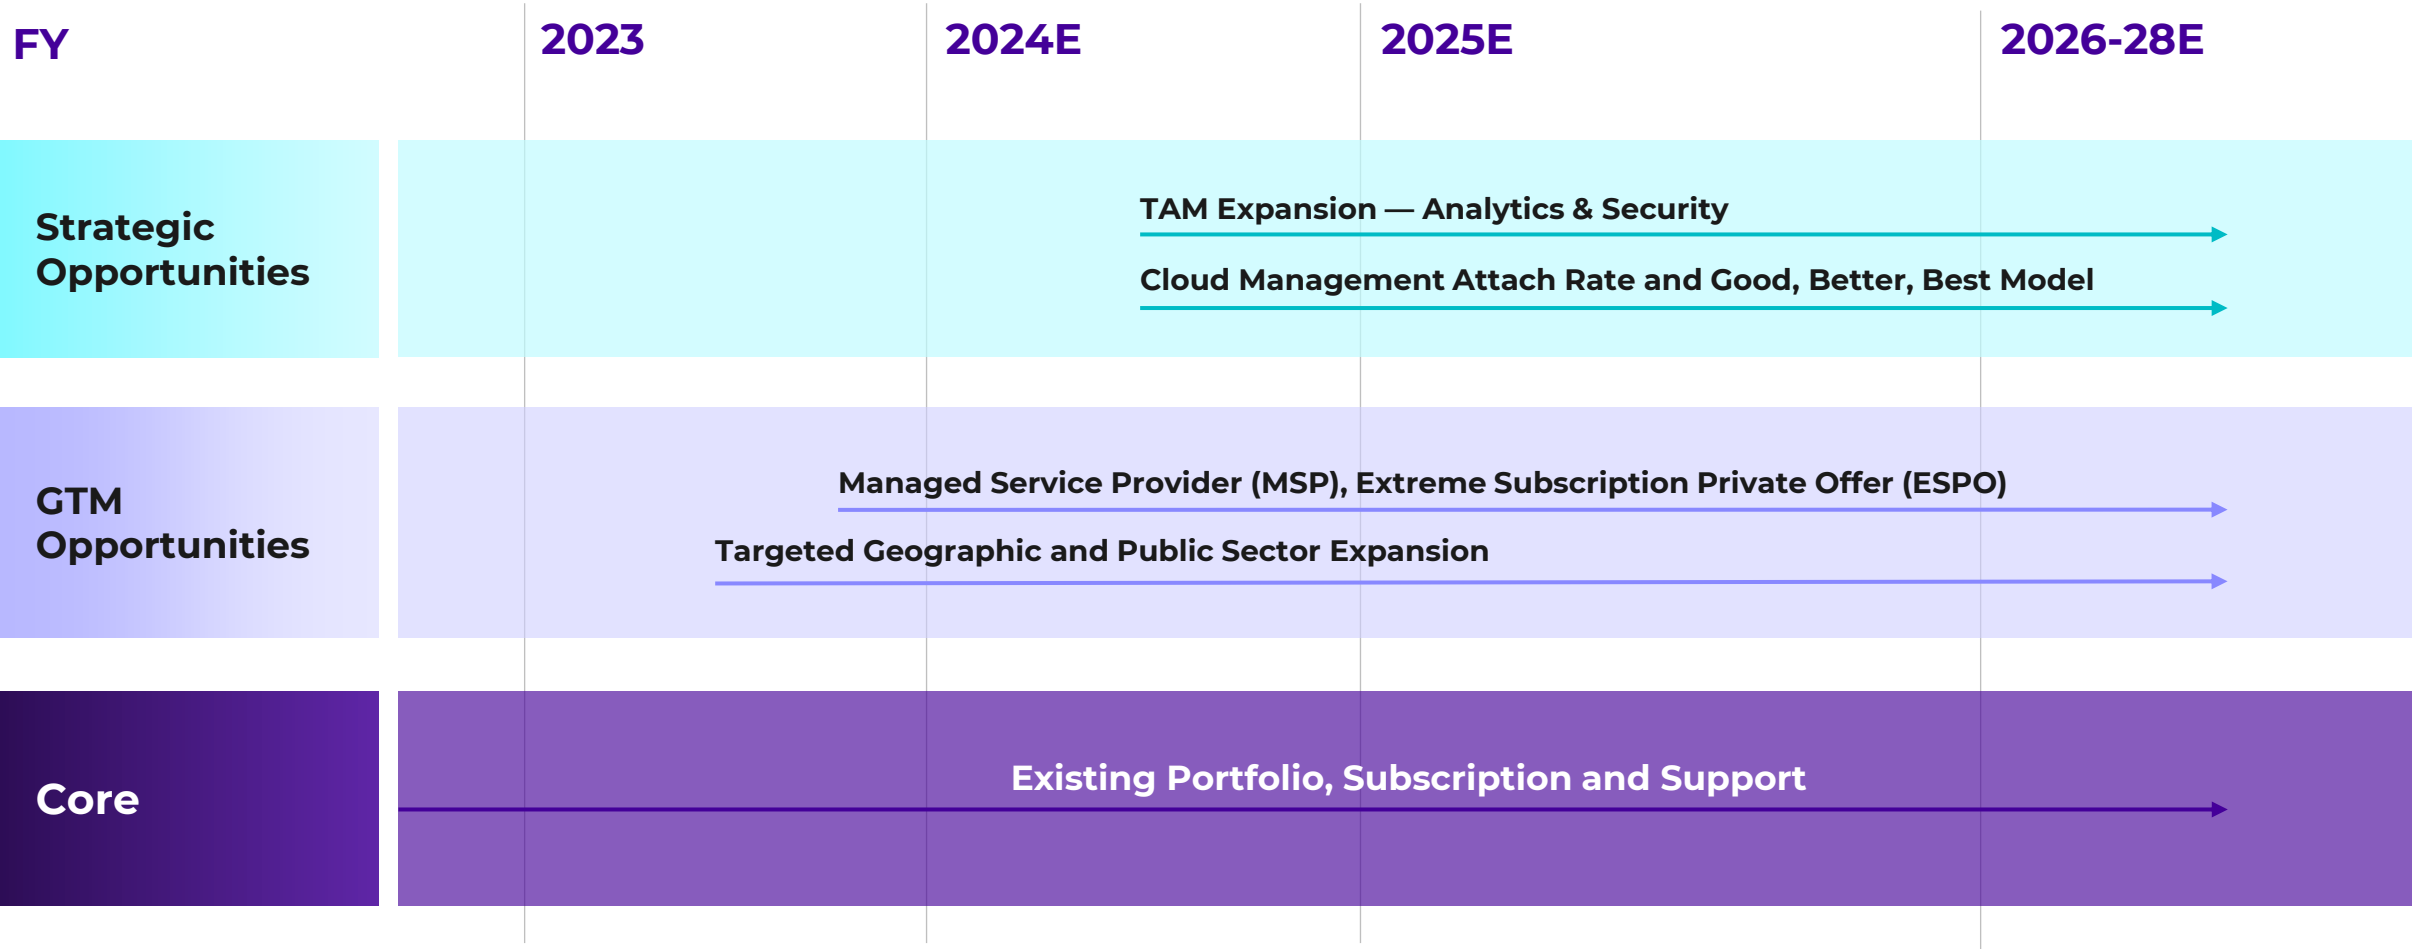 FY
2023
2024E
2025E
2026-28E
Strategic
Opportunities
TAM Expansion — Analytics & Security
Cloud Management Attach Rate and Good, Better, Best Model
GTM
Opportunities
Managed Service Provider (MSP), Extreme Subscription Private Offer (ESPO)
Targeted Geographic and Public Sector Expansion
Core
Existing Portfolio, Subscription and Support